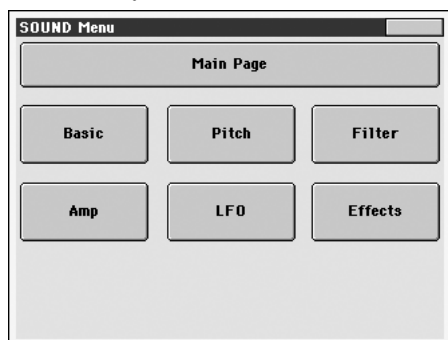 SOUND Menu
Main Page
Basic
Pitch
Filter
Amp
LFO
Effects